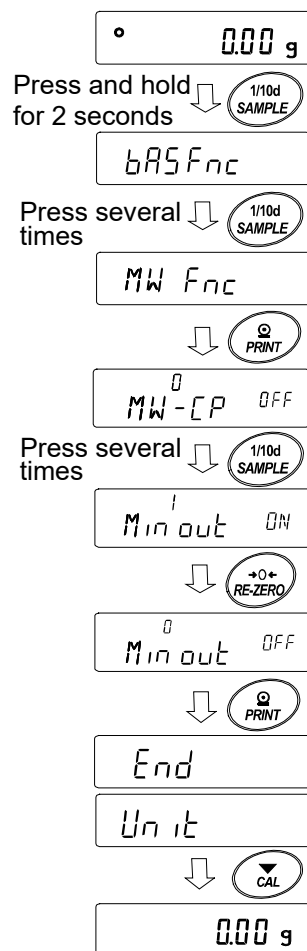 0.00 g
Press and hold
for 2 seconds
1/10d
SAMPLE
bASFnc
Press several
times
1/10d
SAMPLE
MW Fnc
PRINT
0
MW-CP OFF
Press several
times
1/10d
SAMPLE
1
Min out ON
→0←
RE-ZERO
0
Min out OFF
PRINT
End
Unit
CAL
0.00 g